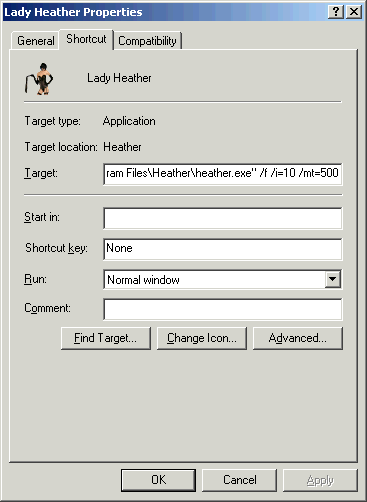 Lady Heather Properties
General Shortcut Compatibility
Lady Heather
Target type: Application
Target location: Heather
Target: ram Files\Heather\heather.exe" /f /i=10 /mt=500
Start in:
Shortcut key: None
Run: Normal window
Comment:
Find Target... Change Icon... Advanced...
OK Cancel Apply